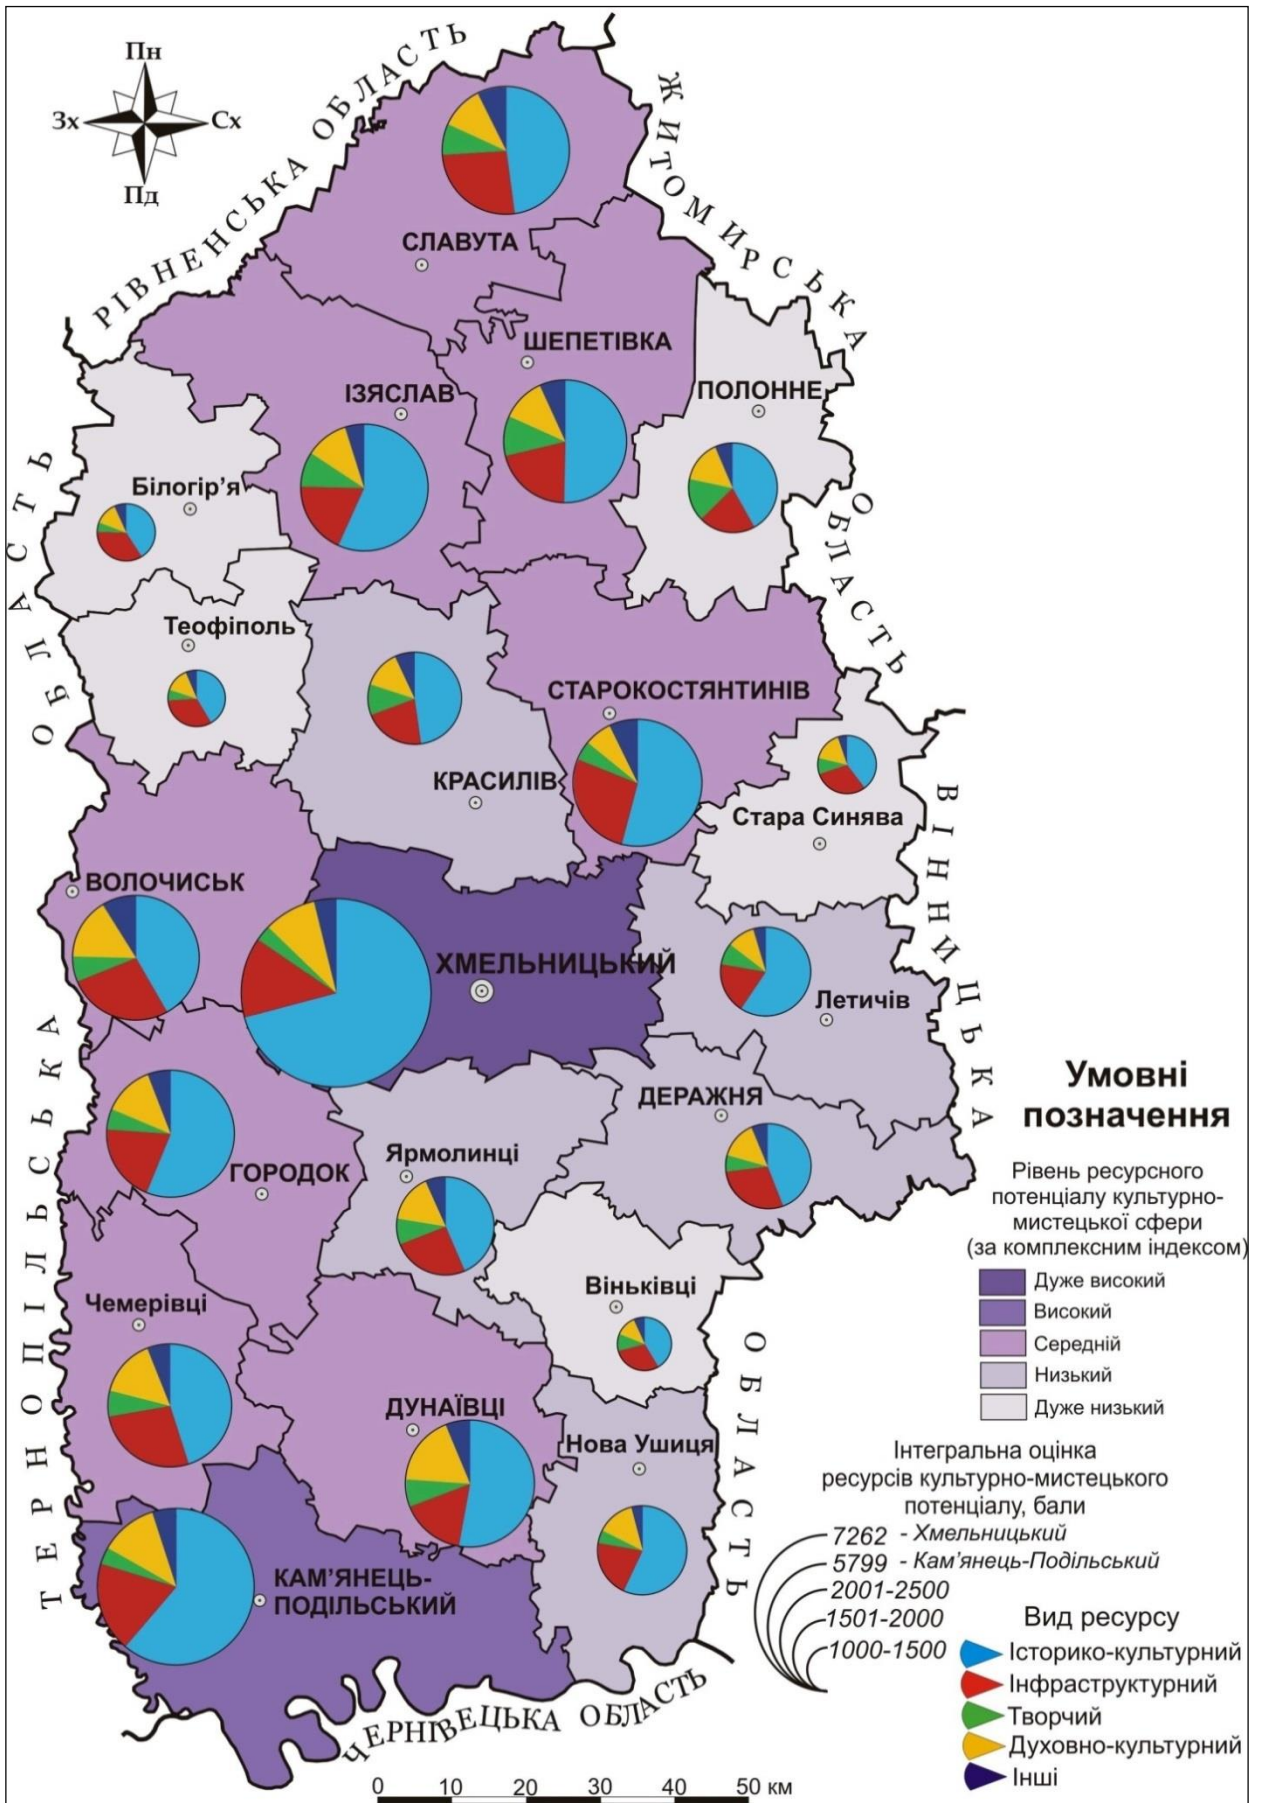 Пн
Зх
Сх
Пд
РІВНЕНСЬКА ОБЛАСТЬ
ЖИТОМИРСЬКА
ОБЛАСТЬ
СЛАВУТА
ШЕПЕТІВКА
ІЗЯСЛАВ
ПОЛОННЕ
Білогір’я
Теофіполь
СТАРОКОСТЯНТИНІВ
КРАСИЛІВ
Стара Синява
ВОЛОЧИСЬК
ХМЕЛЬНИЦЬКИЙ
Летичів
ДЕРАЖНЯ
Ярмолинці
ГОРОДОК
Віньківці
Чемерівці
ДУНАЇВЦІ
Нова Ушиця
КАМ’ЯНЕЦЬ-
ПОДІЛЬСЬКИЙ
ТЕРНОПІЛЬСЬКА
ОБЛАСТЬ
ВІННИЦЬКА
ОБЛАСТЬ
ЧЕРНІВЕЦЬКА ОБЛАСТЬ
Умовні
позначення
Рівень ресурсного
потенціалу культурно-
мистецької сфери
(за комплексним індексом)
Дуже високий
Високий
Середній
Низький
Дуже низький
Інтегральна оцінка
ресурсів культурно-мистецького
потенціалу, бали
7262 - Хмельницький
5799 - Кам’янець-Подільський
2001-2500
1501-2000
1000-1500
Вид ресурсу
Історико-культурний
Інфраструктурний
Творчий
Духовно-культурний
Інші
0 10 20 30 40 50 км